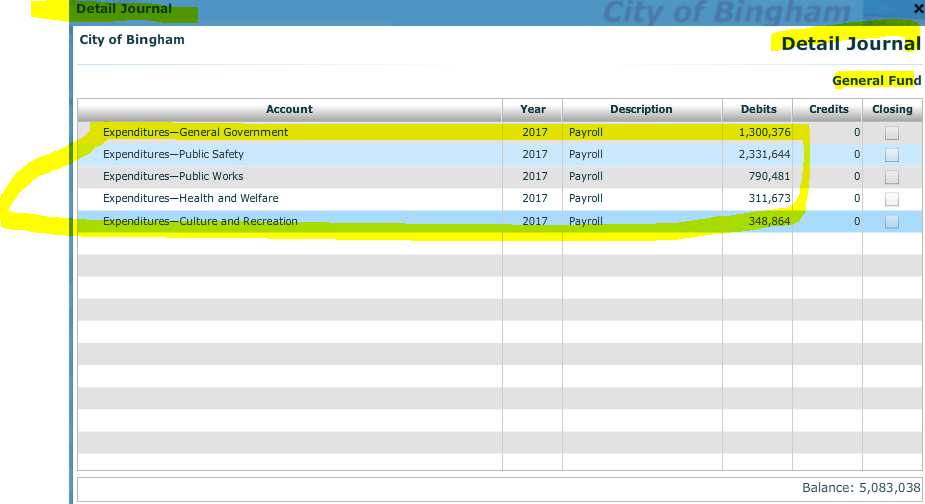 Detail Journal
City of Bingham
City of Bingham
Detail Journal
General Fund
Account Year Description Debits Credits Closing
Expenditures—General Government 2017 Payroll 1,300,376 0
Expenditures—Public Safety 2017 Payroll 2,331,644 0
Expenditures—Public Works 2017 Payroll 790,481 0
Expenditures—Health and Welfare 2017 Payroll 311,673 0
Expenditures—Culture and Recreation 2017 Payroll 348,864 0
Balance: 5,083,038